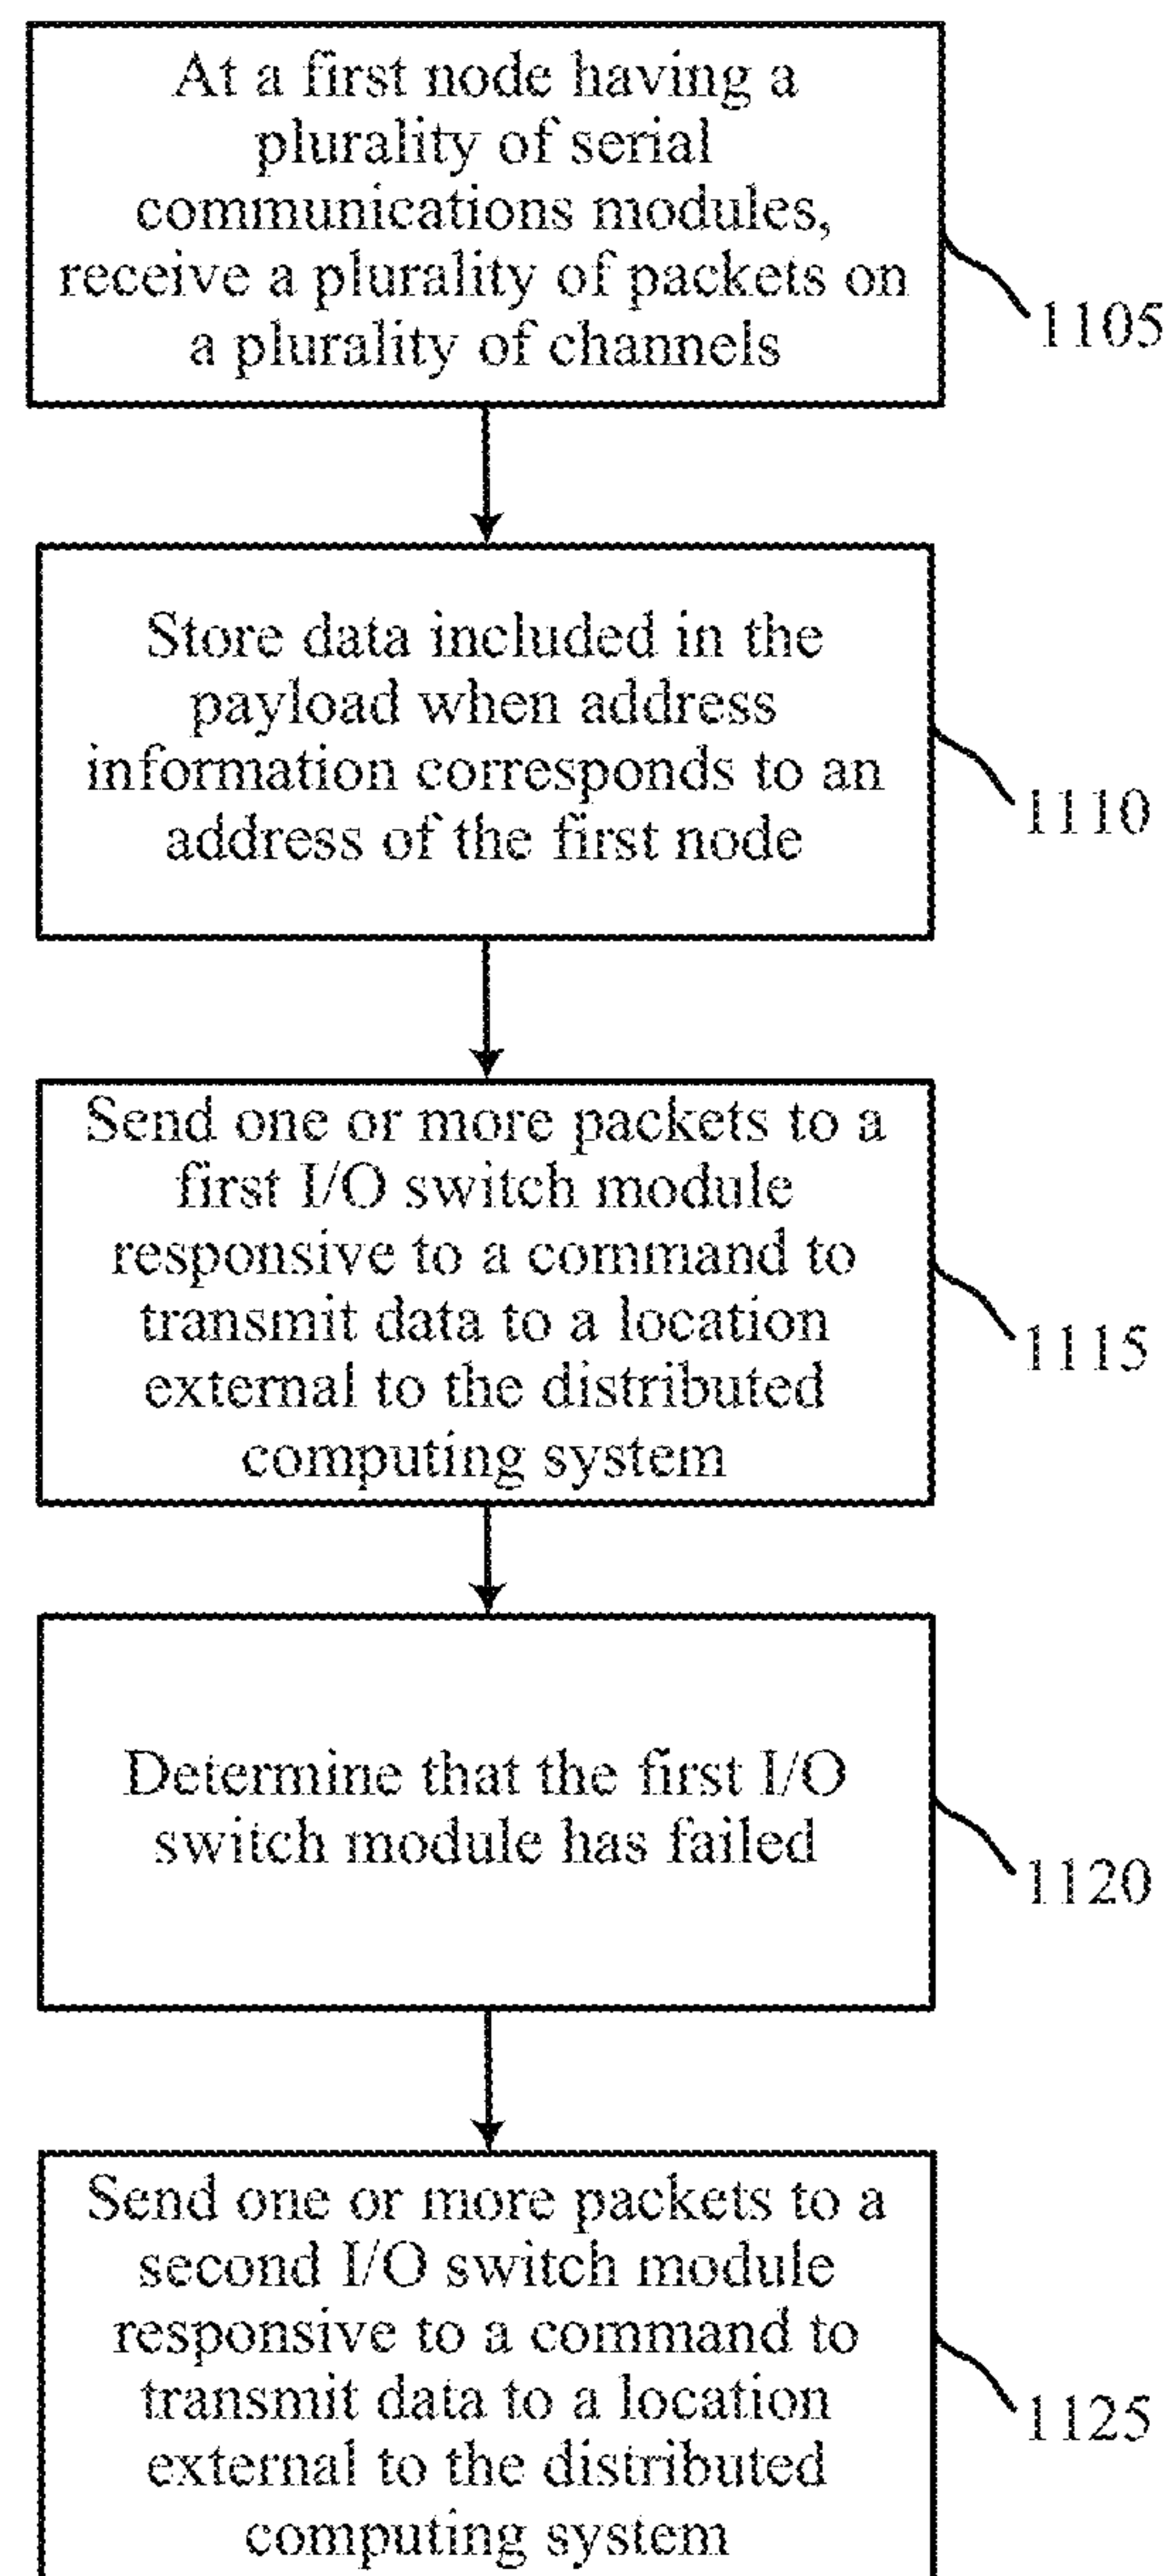 At a first node having a
plurality of serial
communications modules,
receive a plurality of packets on
a plurality of channels
1105
Store data included in the
payload when address
information corresponds to an
address of the first node
1110
Send one or more packets to a
first I/O switch module
responsive to a command to
transmit data to a location
external to the distributed
computing system
1115
Determine that the first I/O
switch module has failed
1120
Send one or more packets to a
second I/O switch module
responsive to a command to
transmit data to a location
external to the distributed
computing system
1125